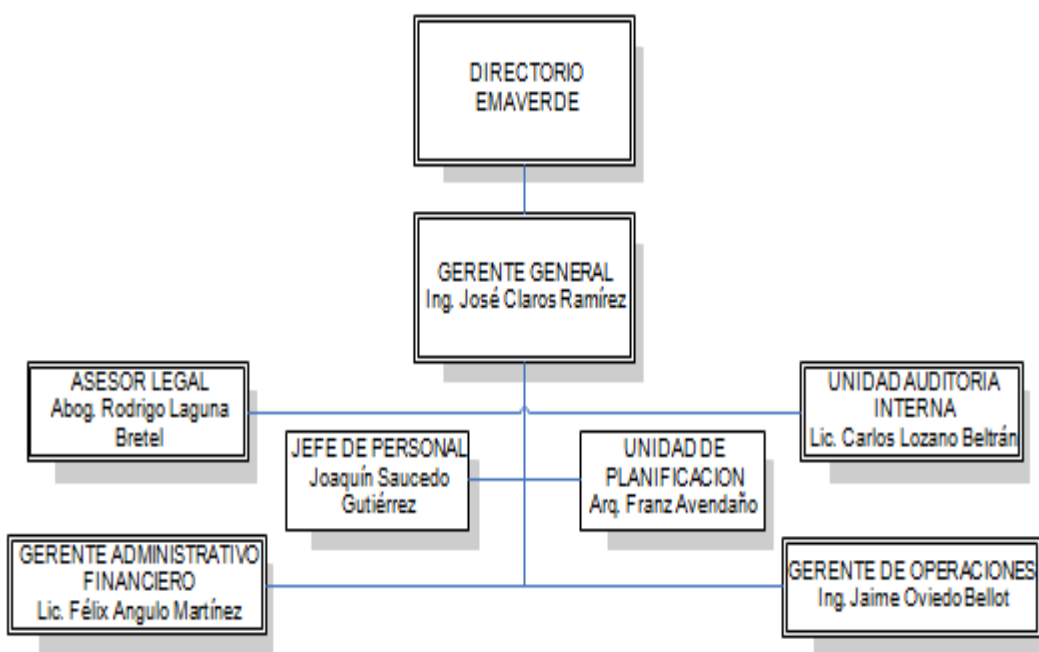 DIRECTORIO
EMAVERDE
GERENTE GENERAL
Ing. José Claros Ramírez
ASESOR LEGAL
Abog. Rodrigo Laguna
Bretel
UNIDAD AUDITORIA
INTERNA
Lic. Carlos Lozano Beltrán
JEFE DE PERSONAL
Joaquín Saucedo
Gutiérrez
UNIDAD DE
PLANIFICACION
Arq. Franz Avendaño
GERENTE ADMINISTRATIVO
FINANCIERO
Lic. Félix Angulo Martínez
GERENTE DE OPERACIONES
Ing. Jaime Oviedo Bellot